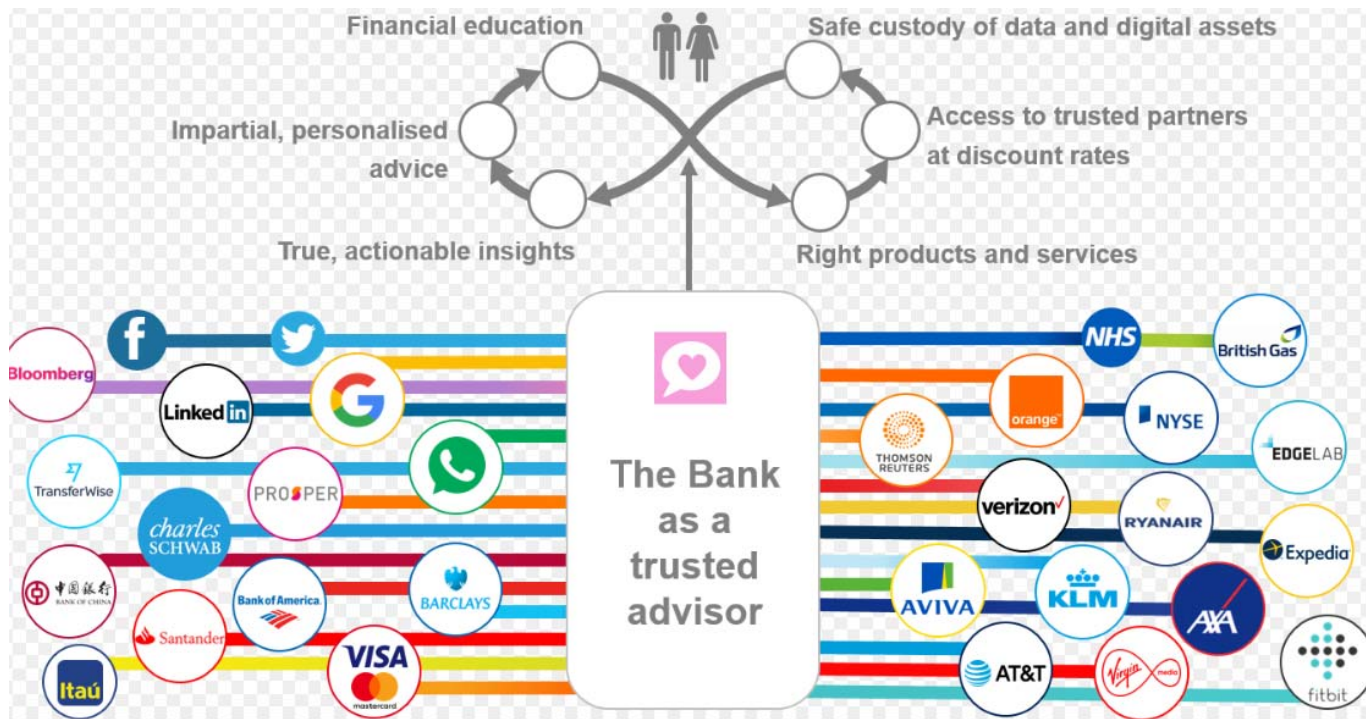 Financial education
Safe custody of data and digital assets
Impartial, personalised
advice
Access to trusted partners
at discount rates
True, actionable insights
Right products and services
The Bank
as a
trusted
advisor
f
Bloomberg
Linked in
G
TransferWise
PROSPER
charles
SCHWAB
中国银行
BANK OF CHINA
Bank of America
BARCLAYS
Santander
Itaú
VISA
mastercard
NHS
British Gas
orange™
NYSE
THOMSON
REUTERS
EDGELAB
verizon
RYANAIR
Expedia
AVIVA
KLM
AXA
AT&T
Virgin
media
fitbit